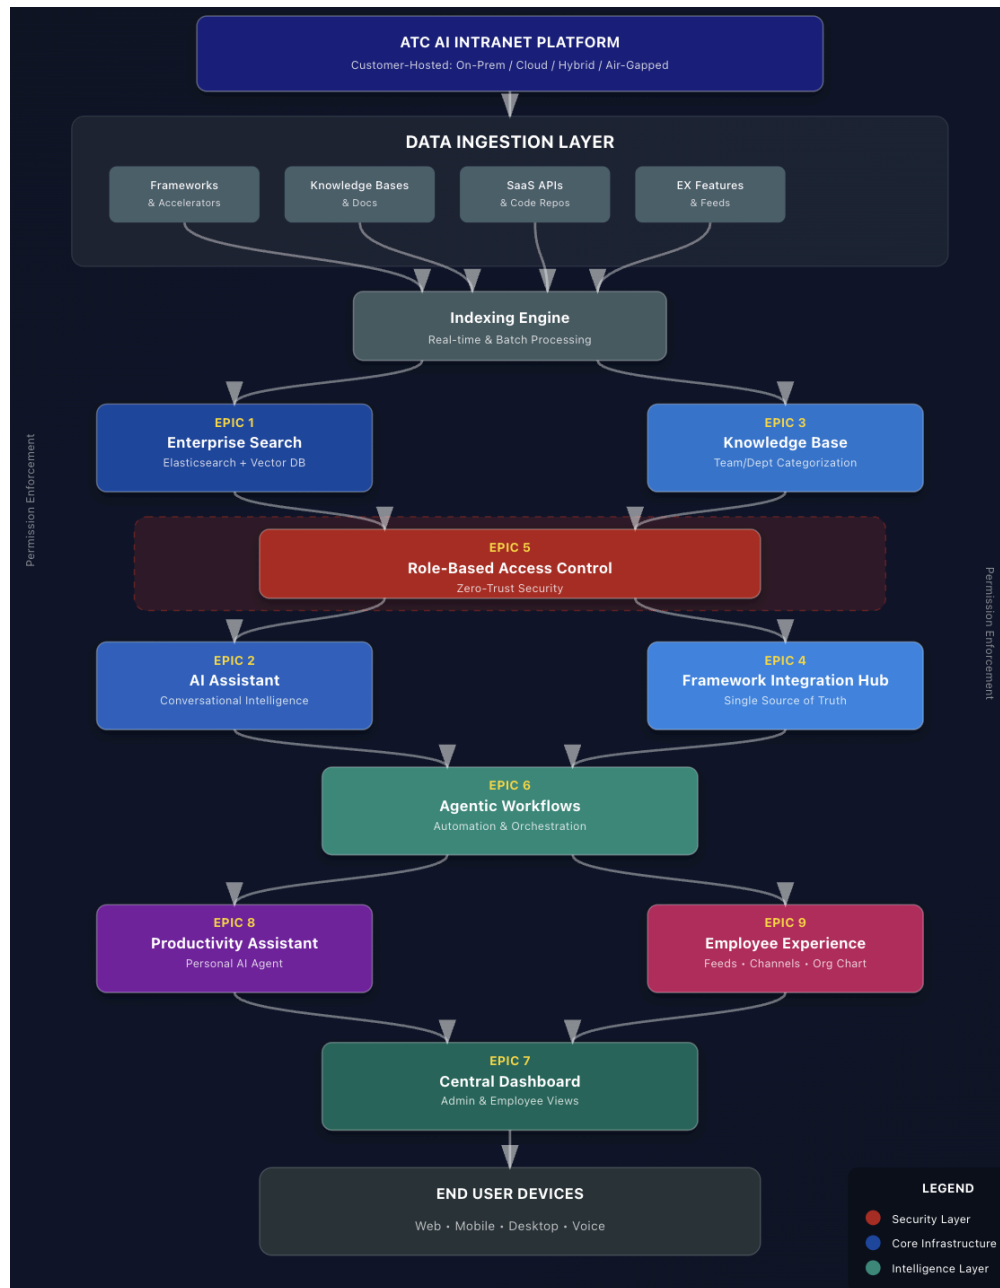 ATC AI INTRANET PLATFORM
Customer-Hosted: On-Prem / Cloud / Hybrid / Air-Gapped
DATA INGESTION LAYER
Frameworks
& Accelerators
Knowledge Bases
& Docs
SaaS APIs
& Code Repos
EX Features
& Feeds
Indexing Engine
Real-time & Batch Processing
EPIC 1
Enterprise Search
Elasticsearch + Vector DB
EPIC 3
Knowledge Base
Team/Dept Categorization
Permission Enforcement
EPIC 5
Role-Based Access Control
Zero-Trust Security
Permission Enforcement
EPIC 2
AI Assistant
Conversational Intelligence
EPIC 4
Framework Integration Hub
Single Source of Truth
EPIC 6
Agentic Workflows
Automation & Orchestration
EPIC 8
Productivity Assistant
Personal AI Agent
EPIC 9
Employee Experience
Feeds • Channels • Org Chart
EPIC 7
Central Dashboard
Admin & Employee Views
END USER DEVICES
Web • Mobile • Desktop • Voice
LEGEND
Security Layer
Core Infrastructure
Intelligence Layer